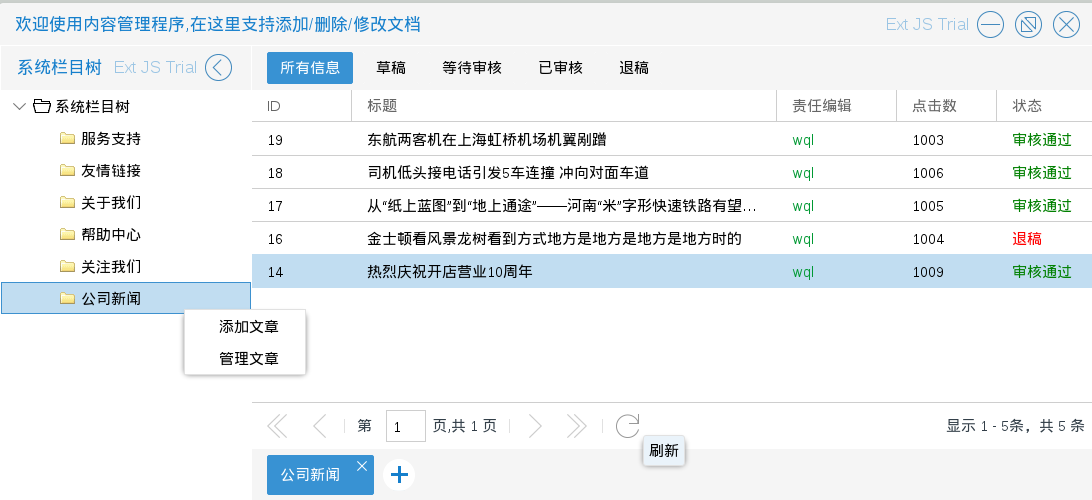 欢迎使用内容管理程序,在这里支持添加/删除/修改文档 Ext JS Trial
系统栏目树 Ext JS Trial
所有信息 草稿 等待审核 已审核 退稿
系统栏目树
服务支持
友情链接
关于我们
帮助中心
关注我们
公司新闻
添加文章
管理文章
ID 标题 责任编辑 点击数 状态
19 东航两客机在上海虹桥机场机翼剐蹭 wql 1003 审核通过
18 司机低头接电话引发5车连撞 冲向对面车道 wql 1006 审核通过
17 从“纸上蓝图”到“地上通途”——河南“米”字形快速铁路有望... wql 1005 审核通过
16 金士顿看风景龙树看到方式地方是地方是地方是地方时的 wql 1004 退稿
14 热烈庆祝开店营业10周年 wql 1009 审核通过
第 1 页,共 1 页 显示 1 - 5条，共 5 条
刷新
公司新闻